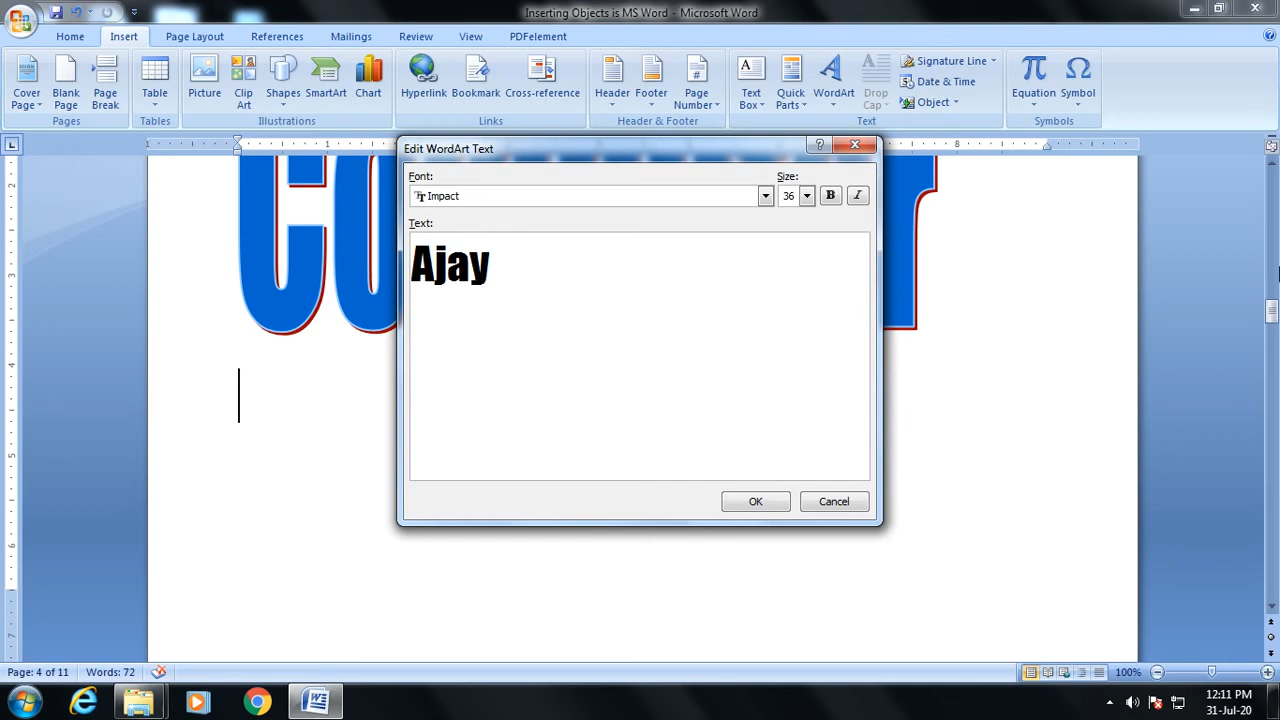 Inserting Objects is MS Word - Microsoft Word
Home Insert Page Layout References Mailings Review View PDFelement
Cover Page
Blank Page
Page Break
Table
Picture
Clip Art
Shapes
SmartArt
Chart
Hyperlink
Bookmark
Cross-reference
Header
Footer
Page Number
Text Box
Quick Parts
WordArt
Drop Cap
Signature Line
Date & Time
Object
Equation
Symbol
Pages Tables Illustrations Links Header & Footer Text Symbols
Edit WordArt Text
Font: Size:
Impact 36 B I
Text:
Ajay
OK Cancel
Page: 4 of 11 Words: 72 100%
12:11 PM
31-Jul-20